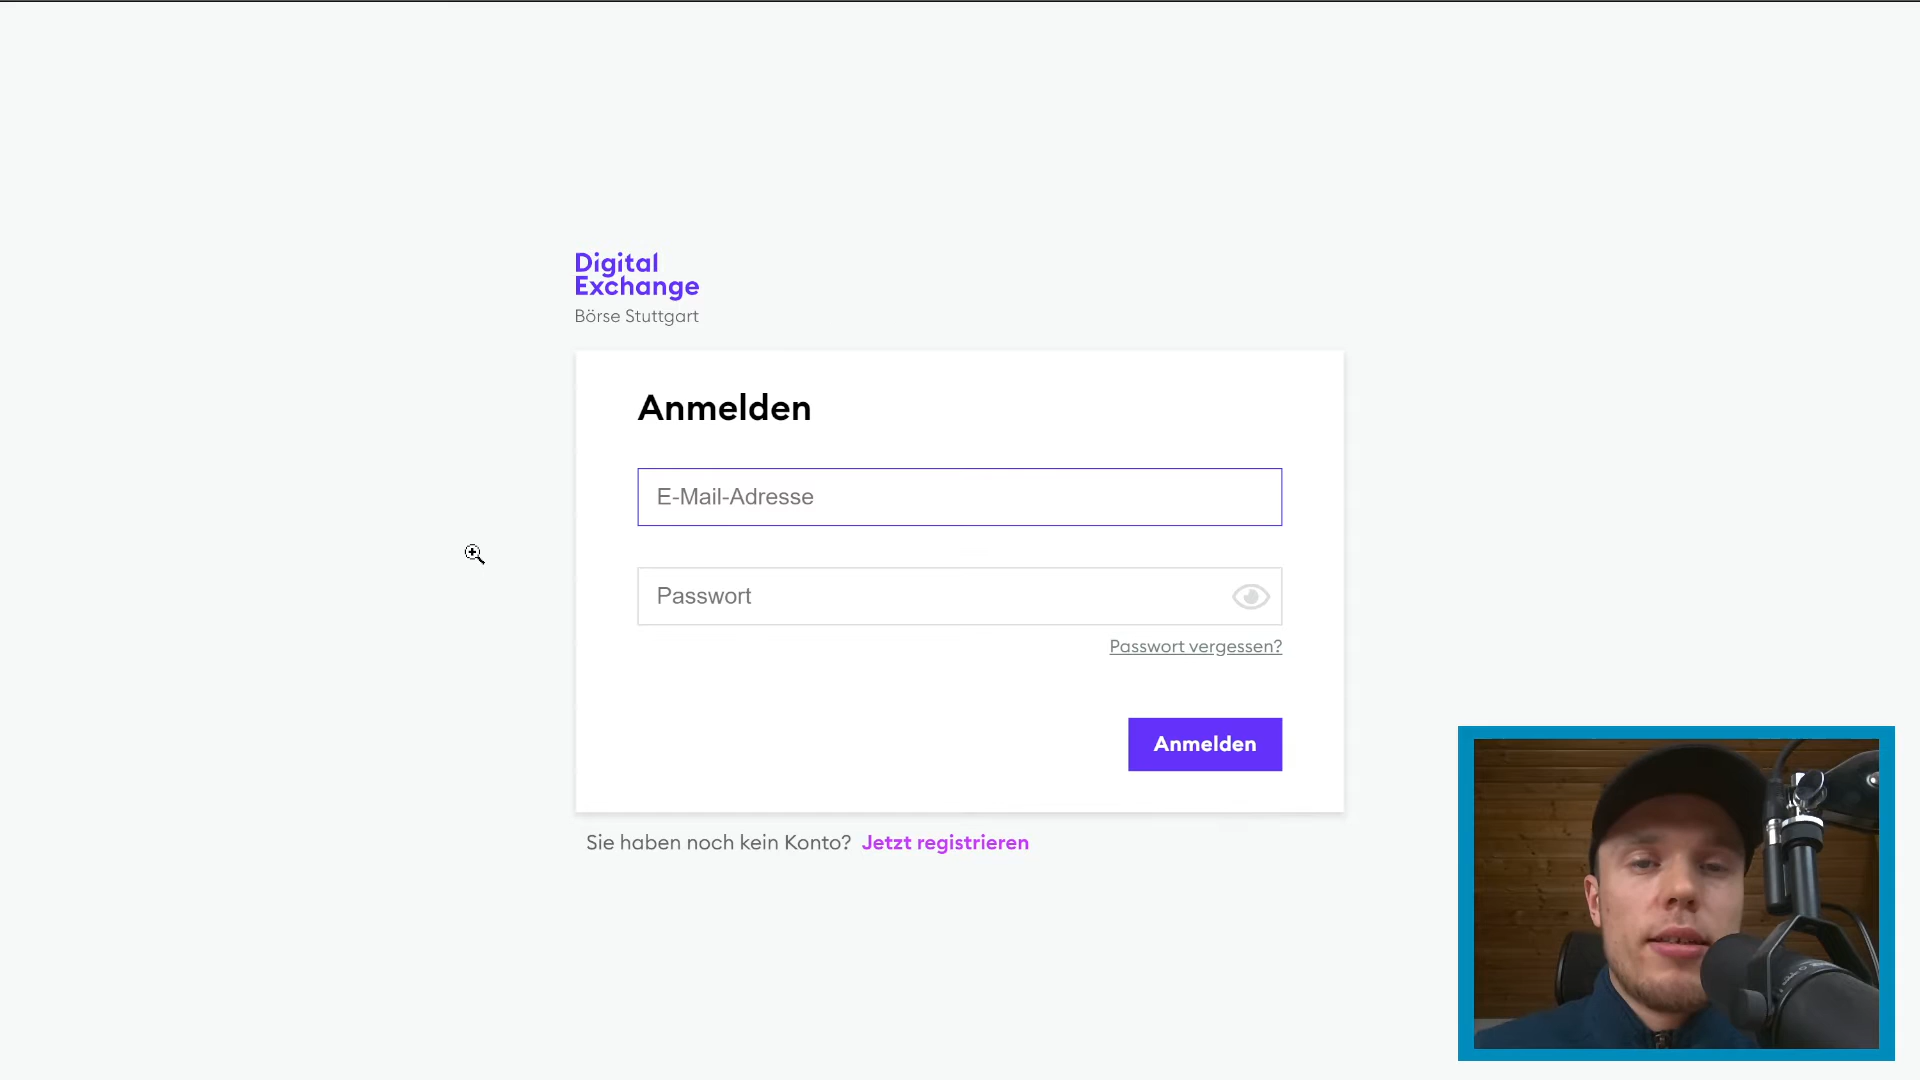 Digital
Exchange
Börse Stuttgart
Anmelden
E-Mail-Adresse
Passwort
Passwort vergessen?
Anmelden
Sie haben noch kein Konto? Jetzt registrieren